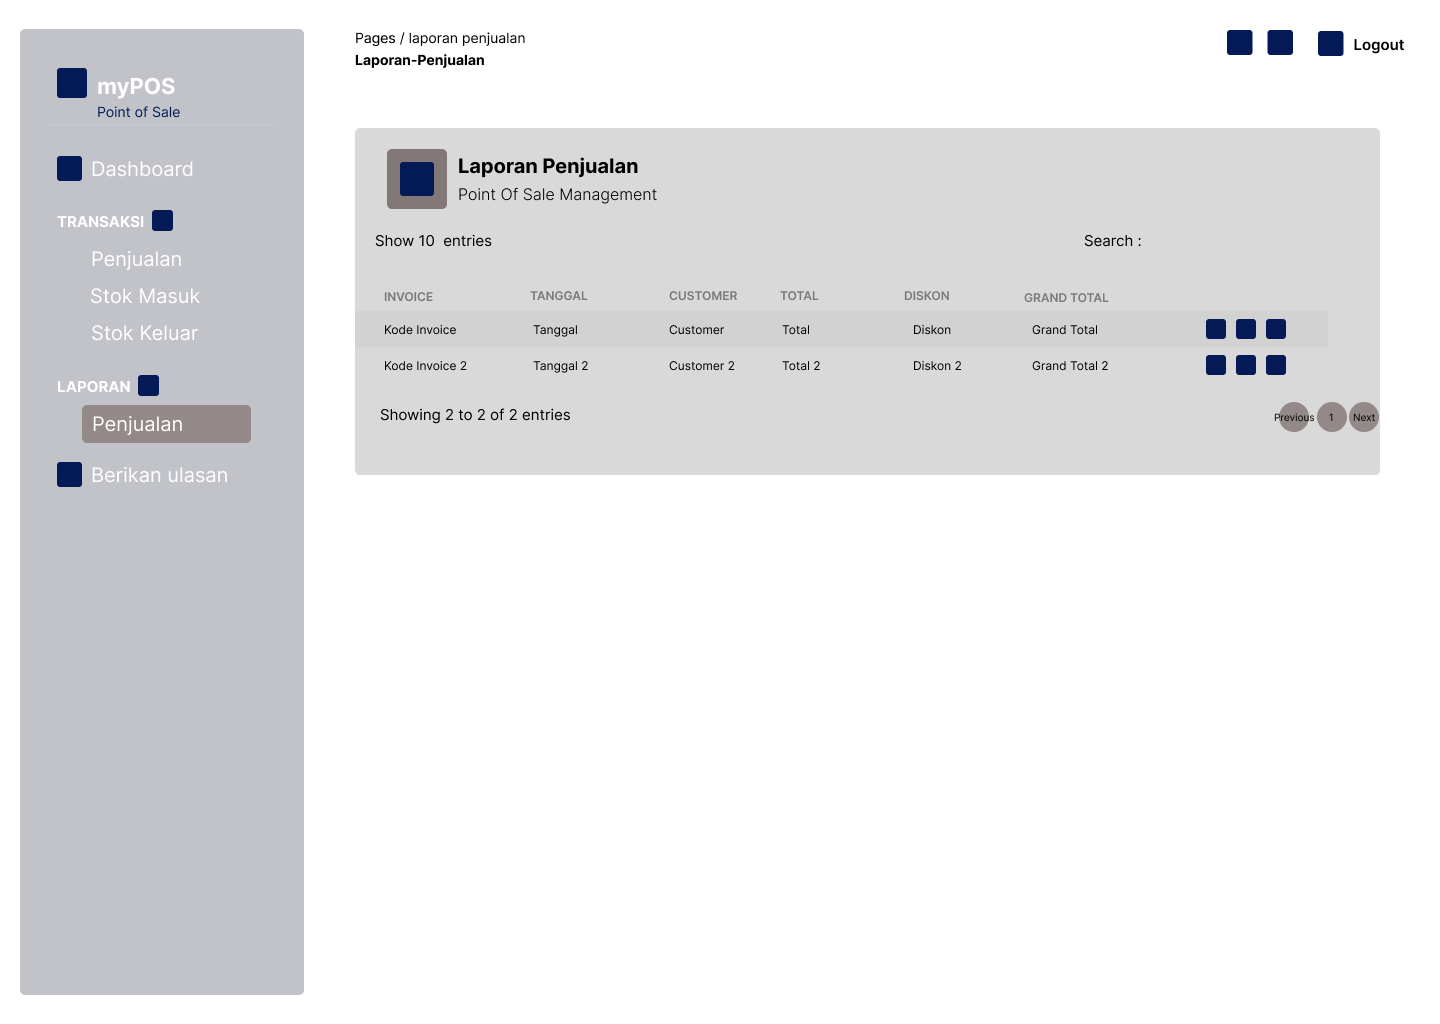 myPOS
Point of Sale
Dashboard
TRANSAKSI
Penjualan
Stok Masuk
Stok Keluar
LAPORAN
Penjualan
Berikan ulasan
Pages / laporan penjualan
Laporan-Penjualan
Logout
Laporan Penjualan
Point Of Sale Management
Show 10  entries
Search :
INVOICE TANGGAL CUSTOMER TOTAL DISKON GRAND TOTAL
Kode Invoice Tanggal Customer Total Diskon Grand Total
Kode Invoice 2 Tanggal 2 Customer 2 Total 2 Diskon 2 Grand Total 2
Showing 2 to 2 of 2 entries
Previous 1 Next